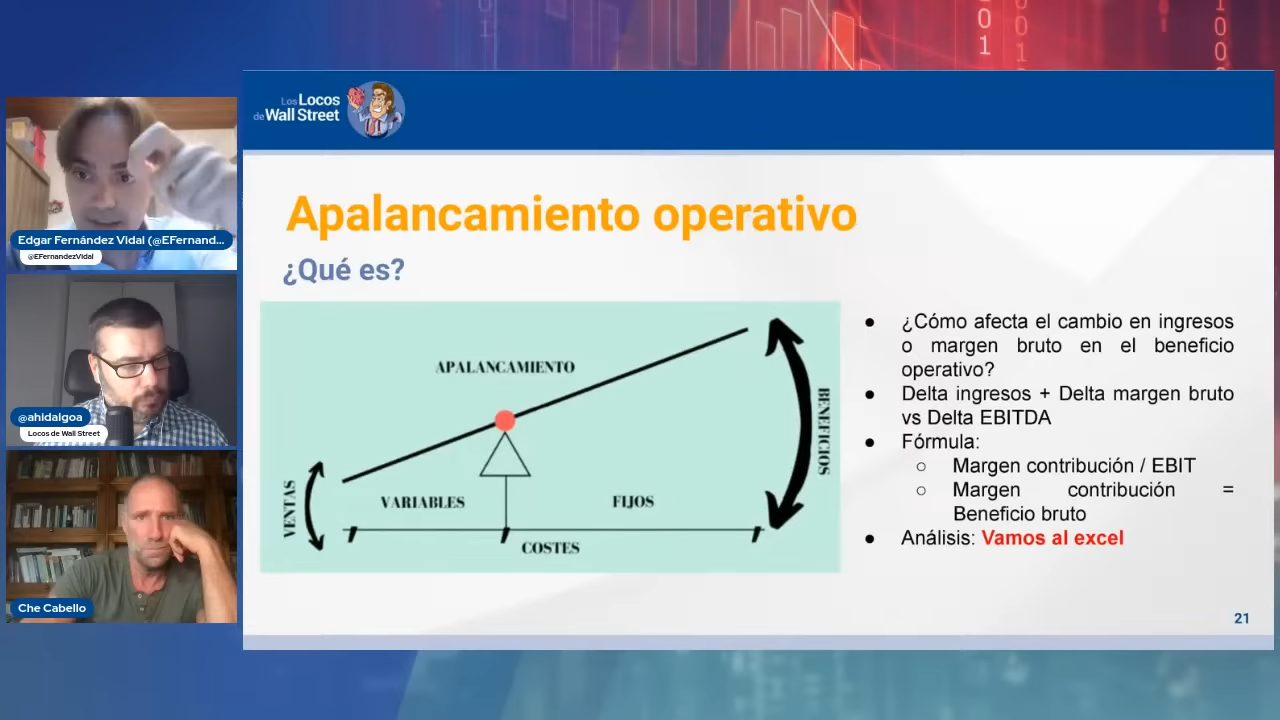 Los Locos
de Wall Street
Edgar Fernández Vidal (@EFernand...
@EFernandezVidal
@ahidalgoa
Locos de Wall Street
Che Cabello
Apalancamiento operativo
¿Qué es?
APALANCAMIENTO
VENTAS
VARIABLES
FIJOS
COSTES
BENEFICIOS
● ¿Cómo afecta el cambio en ingresos
o margen bruto en el beneficio
operativo?
● Delta ingresos + Delta margen bruto
vs Delta EBITDA
● Fórmula:
○ Margen contribución / EBIT
○ Margen contribución =
Beneficio bruto
● Análisis: Vamos al excel
21